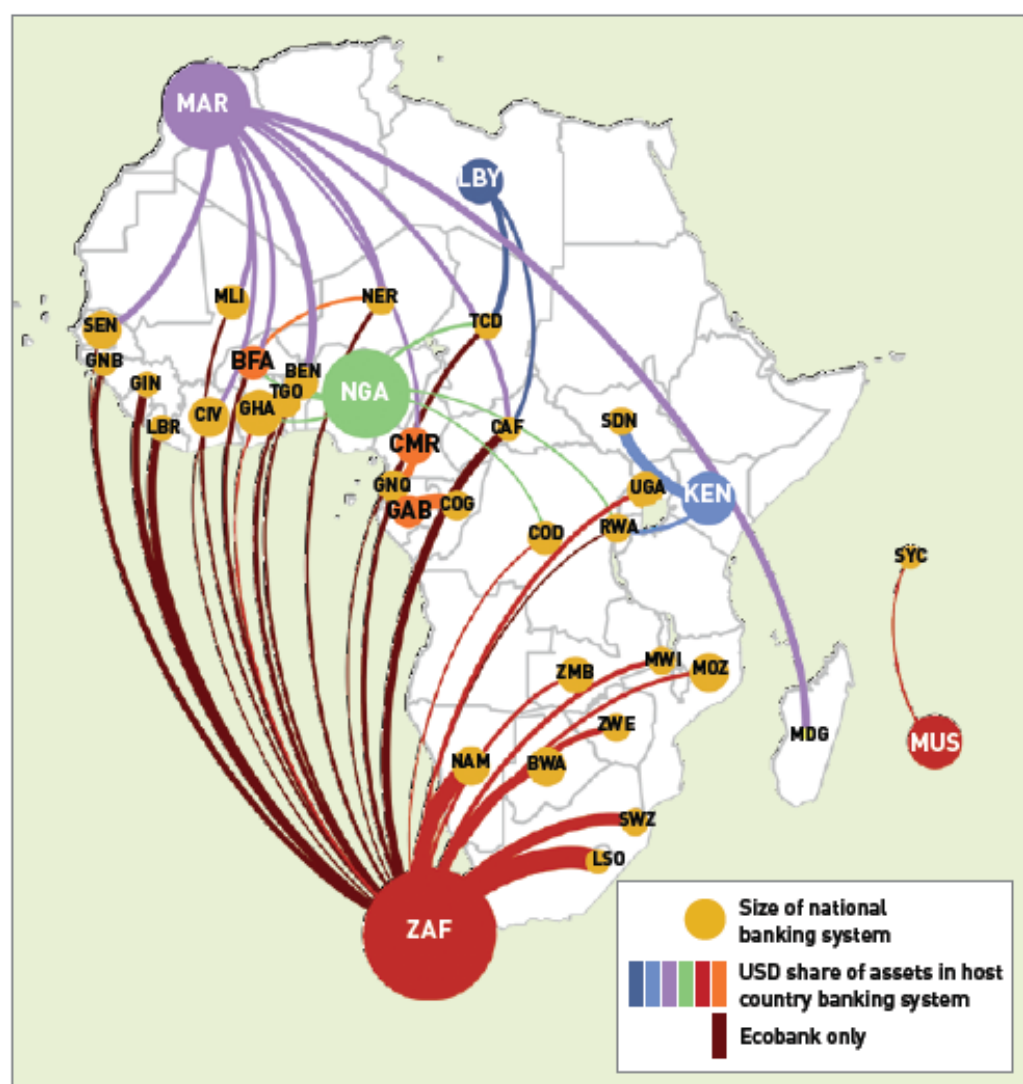 MAR
LBY
MLI
NER
SEN
TCD
GNB
BFA
BEN
GIN
TGO
NGA
GHA
CIV
LBR
CAF
SDN
CMR
GNQ
UGA
KEN
GAB
COG
RWA
COD
SYC
MWI
MOZ
ZMB
ZWE
MDG
MUS
NAM
BWA
SWZ
LSO
ZAF
Size of national
banking system
USD share of assets in host
country banking system
Ecobank only